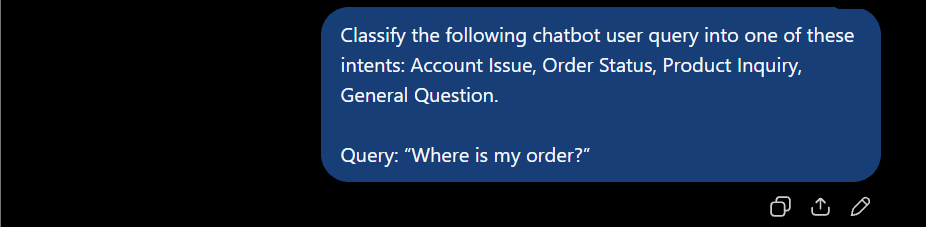 Classify the following chatbot user query into one of these
intents: Account Issue, Order Status, Product Inquiry,
General Question.
Query: “Where is my order?”